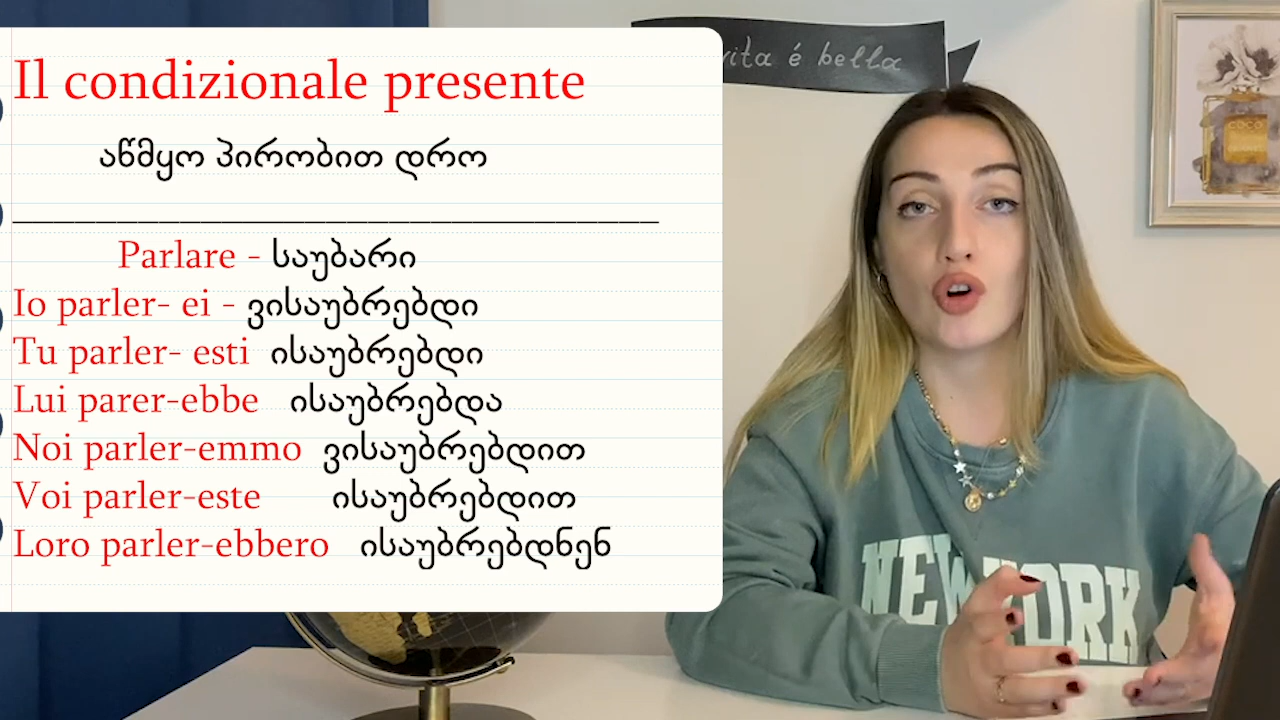 Il condizionale presente
აწმყო პირობით დრო
Parlare - საუბარი
Io parler- ei - ვისაუბრებდი
Tu parler- esti ისაუბრებდი
Lui parer-ebbe ისაუბრებდა
Noi parler-emmo ვისაუბრებდით
Voi parler-este ისაუბრებდით
Loro parler-ebbero ისაუბრებდნენ
vita é bella
COCO
NEW YORK